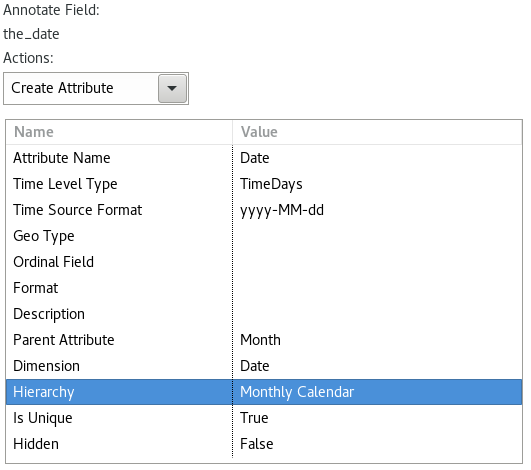 Annotate Field:
the_date
Actions:
Create Attribute
Name Value
Attribute Name Date
Time Level Type TimeDays
Time Source Format yyyy-MM-dd
Geo Type
Ordinal Field
Format
Description
Parent Attribute Month
Dimension Date
Hierarchy Monthly Calendar
Is Unique True
Hidden False